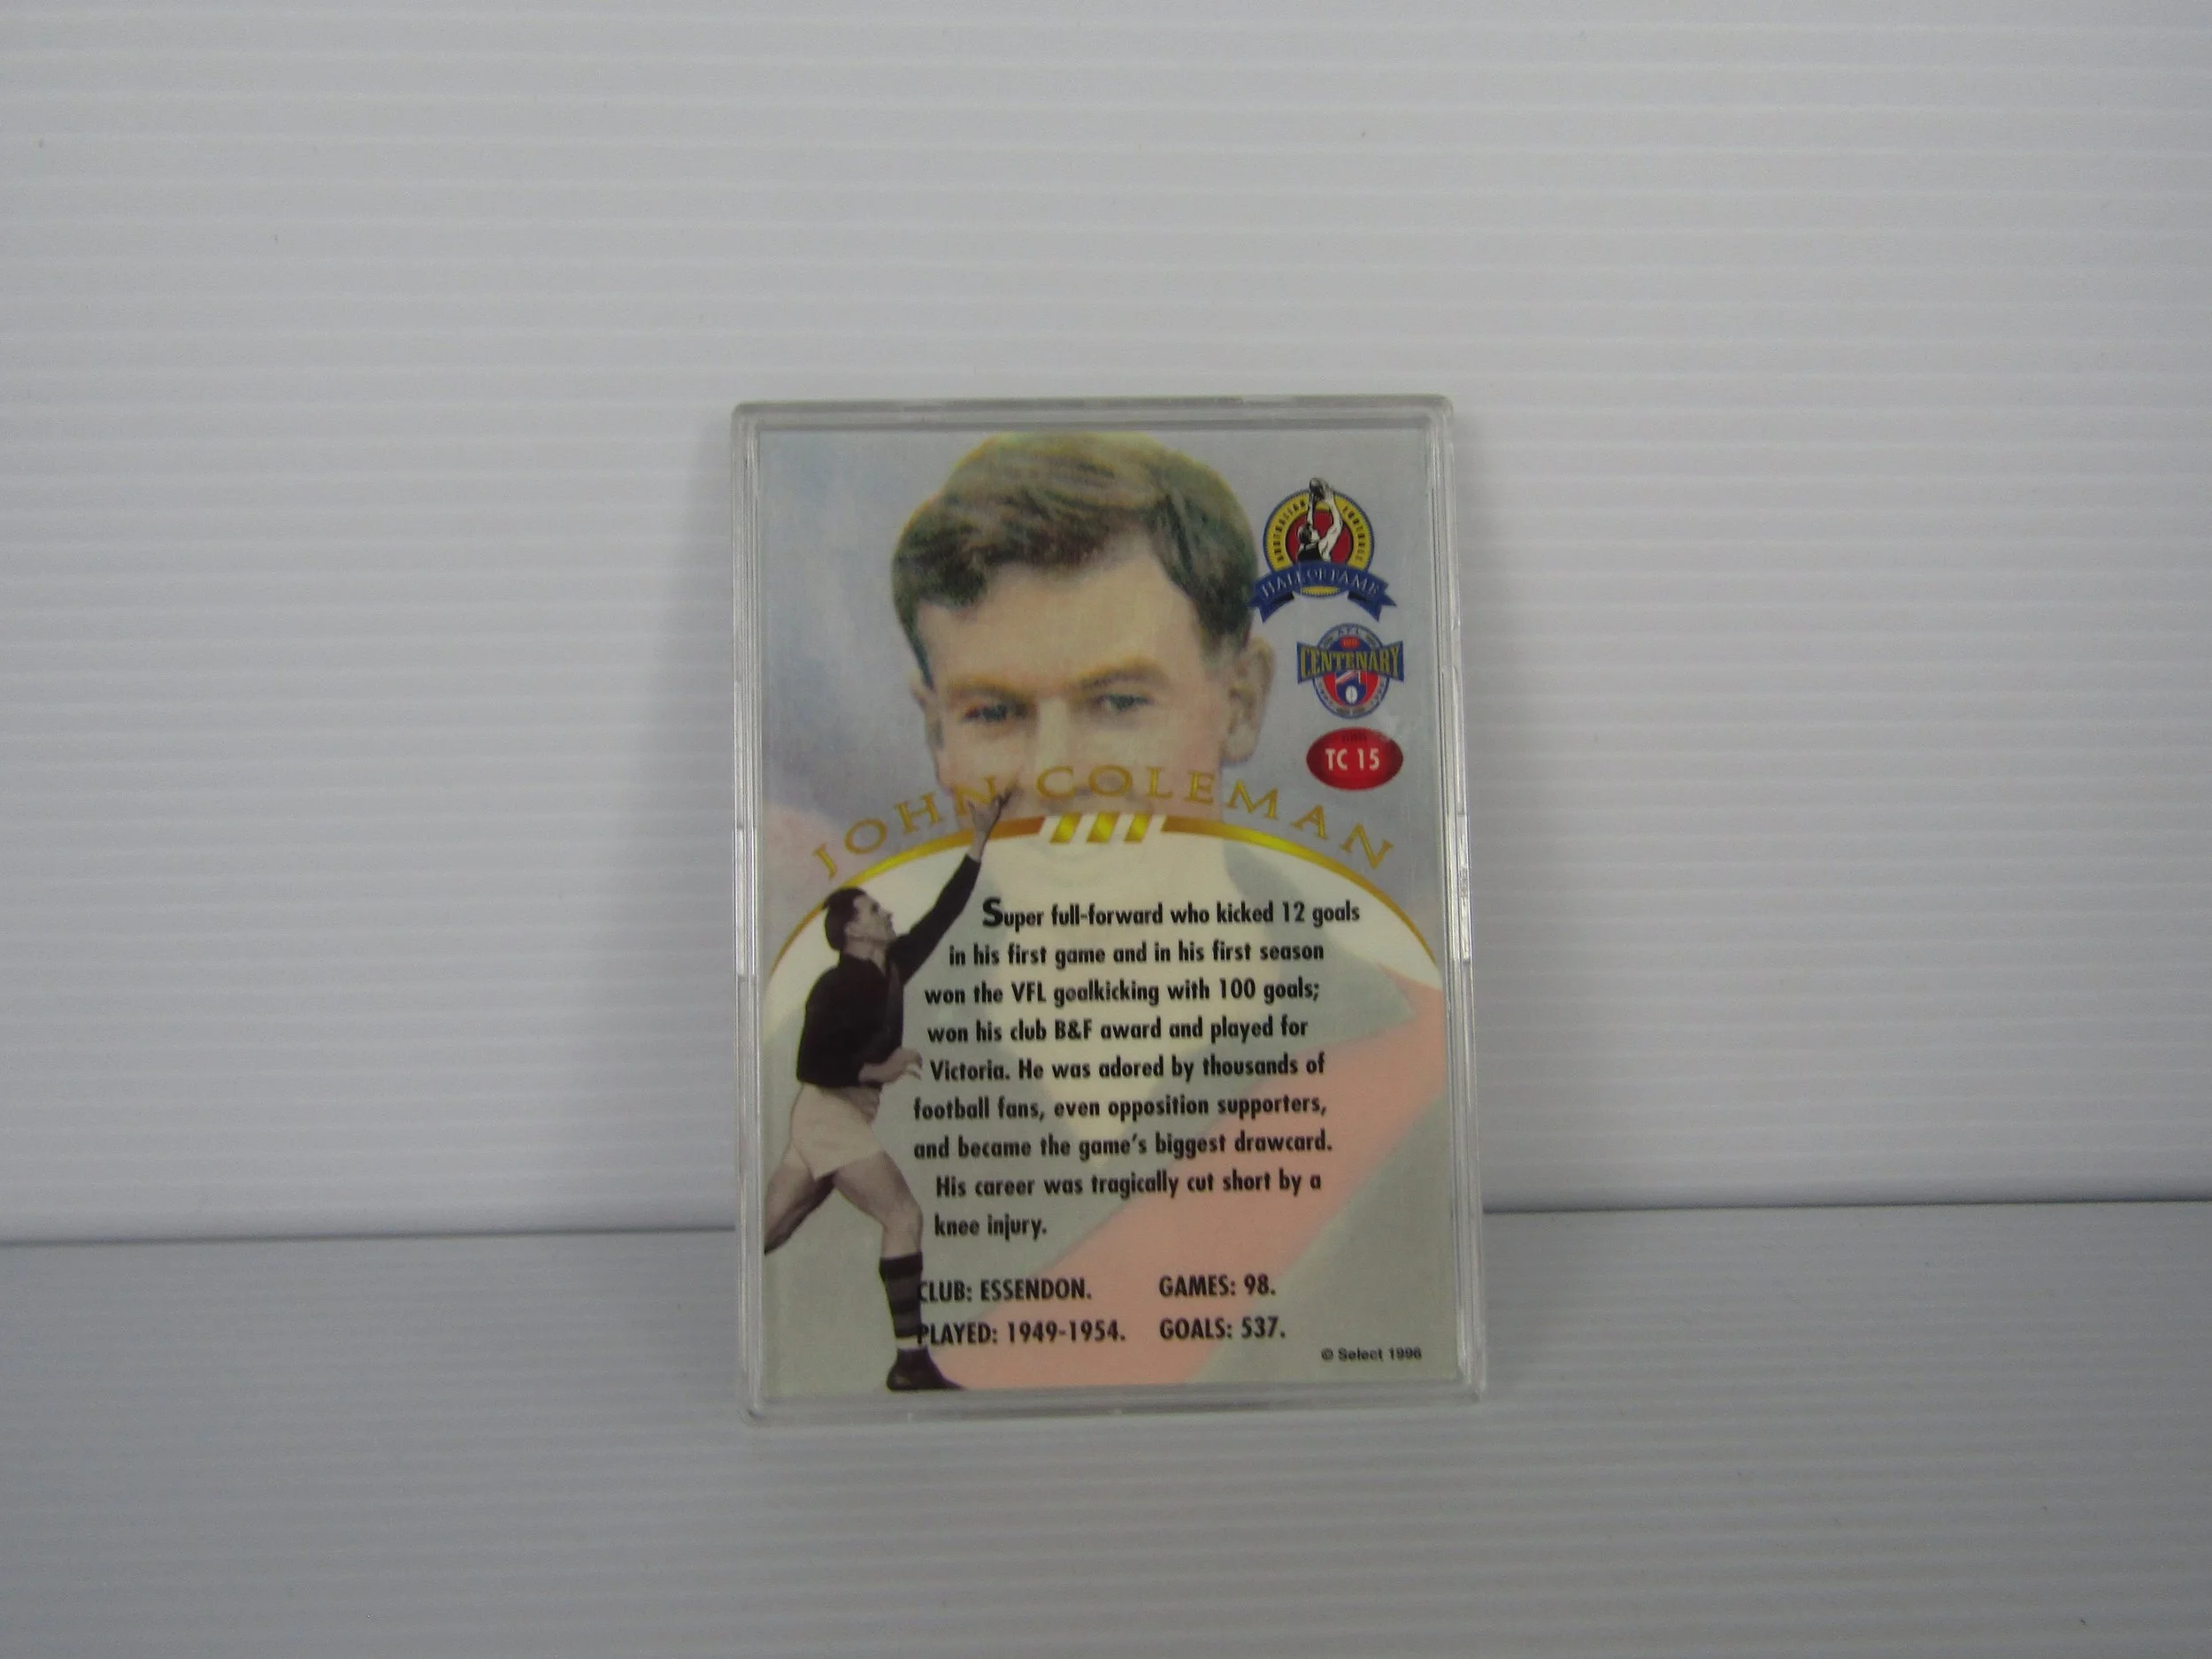 AUSTRALIAN FOOTBALL
HALL OF FAME
AFL
CENTENARY
TC 15
JOHN COLEMAN
Super full-forward who kicked 12 goals
in his first game and in his first season
won the VFL goalkicking with 100 goals;
won his club B&F award and played for
Victoria. He was adored by thousands of
football fans, even opposition supporters,
and became the game's biggest drawcard.
His career was tragically cut short by a
knee injury.
CLUB: ESSENDON. GAMES: 98.
PLAYED: 1949-1954. GOALS: 537.
© Select 1996